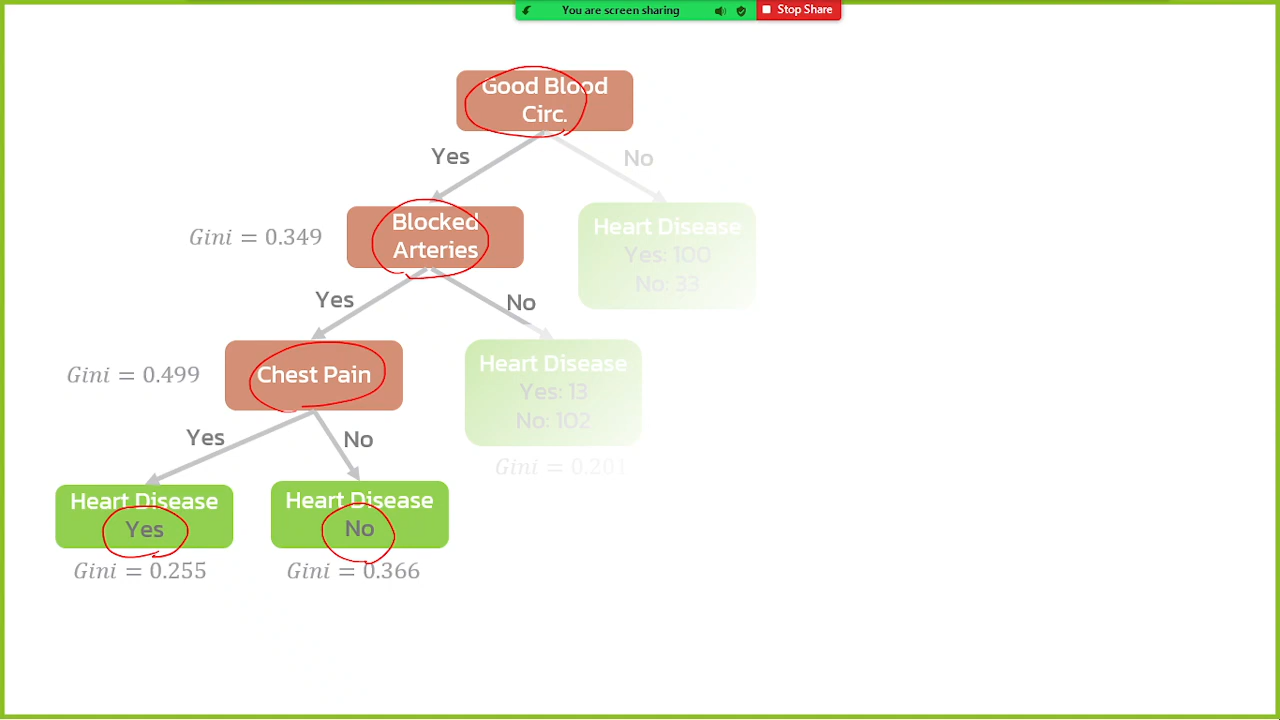 You are screen sharing
Stop Share
Good Blood
Circ.
Yes
No
Gini = 0.349
Blocked
Arteries
Heart Disease
Yes: 100
No: 33
Yes
No
Gini = 0.499
Chest Pain
Heart Disease
Yes: 13
No: 102
Gini = 0.201
Yes
No
Heart Disease
Yes
Gini = 0.255
Heart Disease
No
Gini = 0.366